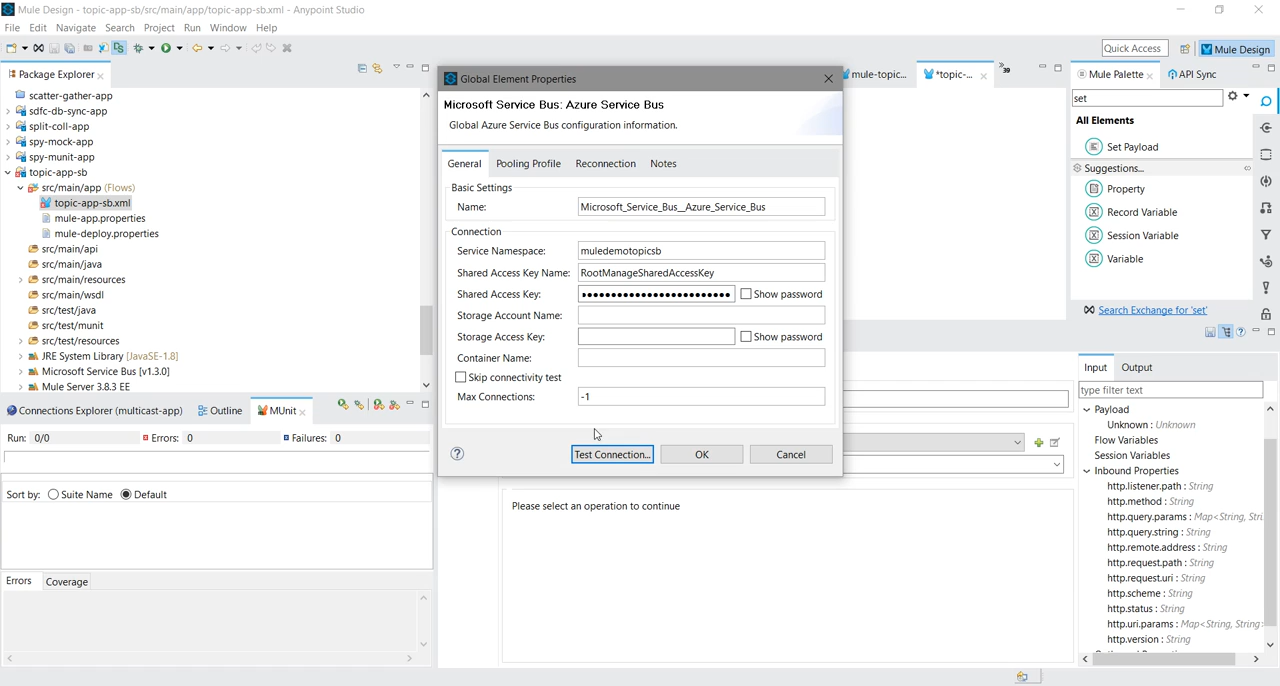 Mule Design - topic-app-sb/src/main/app/topic-app-sb.xml - Anypoint Studio
File Edit Navigate Search Project Run Window Help
Quick Access
Mule Design
Package Explorer
scatter-gather-app
sdfc-db-sync-app
split-coll-app
spy-mock-app
spy-munit-app
topic-app-sb
src/main/app (Flows)
topic-app-sb.xml
mule-app.properties
mule-deploy.properties
src/main/api
src/main/java
src/main/resources
src/main/wsdl
src/test/java
src/test/munit
src/test/resources
JRE System Library [JavaSE-1.8]
Microsoft Service Bus [v1.3.0]
Mule Server 3.8.3 EE
Connections Explorer (multicast-app)
Outline
MUnit
Run: 0/0
Errors: 0
Failures: 0
Sort by: Suite Name Default
Errors Coverage
Global Element Properties
Microsoft Service Bus: Azure Service Bus
Global Azure Service Bus configuration information.
General Pooling Profile Reconnection Notes
Basic Settings
Name: Microsoft_Service_Bus__Azure_Service_Bus
Connection
Service Namespace: muledemotopicsb
Shared Access Key Name: RootManageSharedAccessKey
Shared Access Key: Show password
Storage Account Name:
Storage Access Key: Show password
Container Name:
Skip connectivity test
Max Connections: -1
Test Connection... OK Cancel
Please select an operation to continue
mule-topic...
*topic-...
39
Mule Palette
API Sync
set
All Elements
Set Payload
Suggestions...
Property
Record Variable
Session Variable
Variable
Search Exchange for 'set'
Input Output
type filter text
Payload
Unknown : Unknown
Flow Variables
Session Variables
Inbound Properties
http.listener.path : String
http.method : String
http.query.params : Map<String, Stri
http.query.string : String
http.remote.address : String
http.request.path : String
http.request.uri : String
http.scheme : String
http.status : String
http.uri.params : Map<String, String>
http.version : String